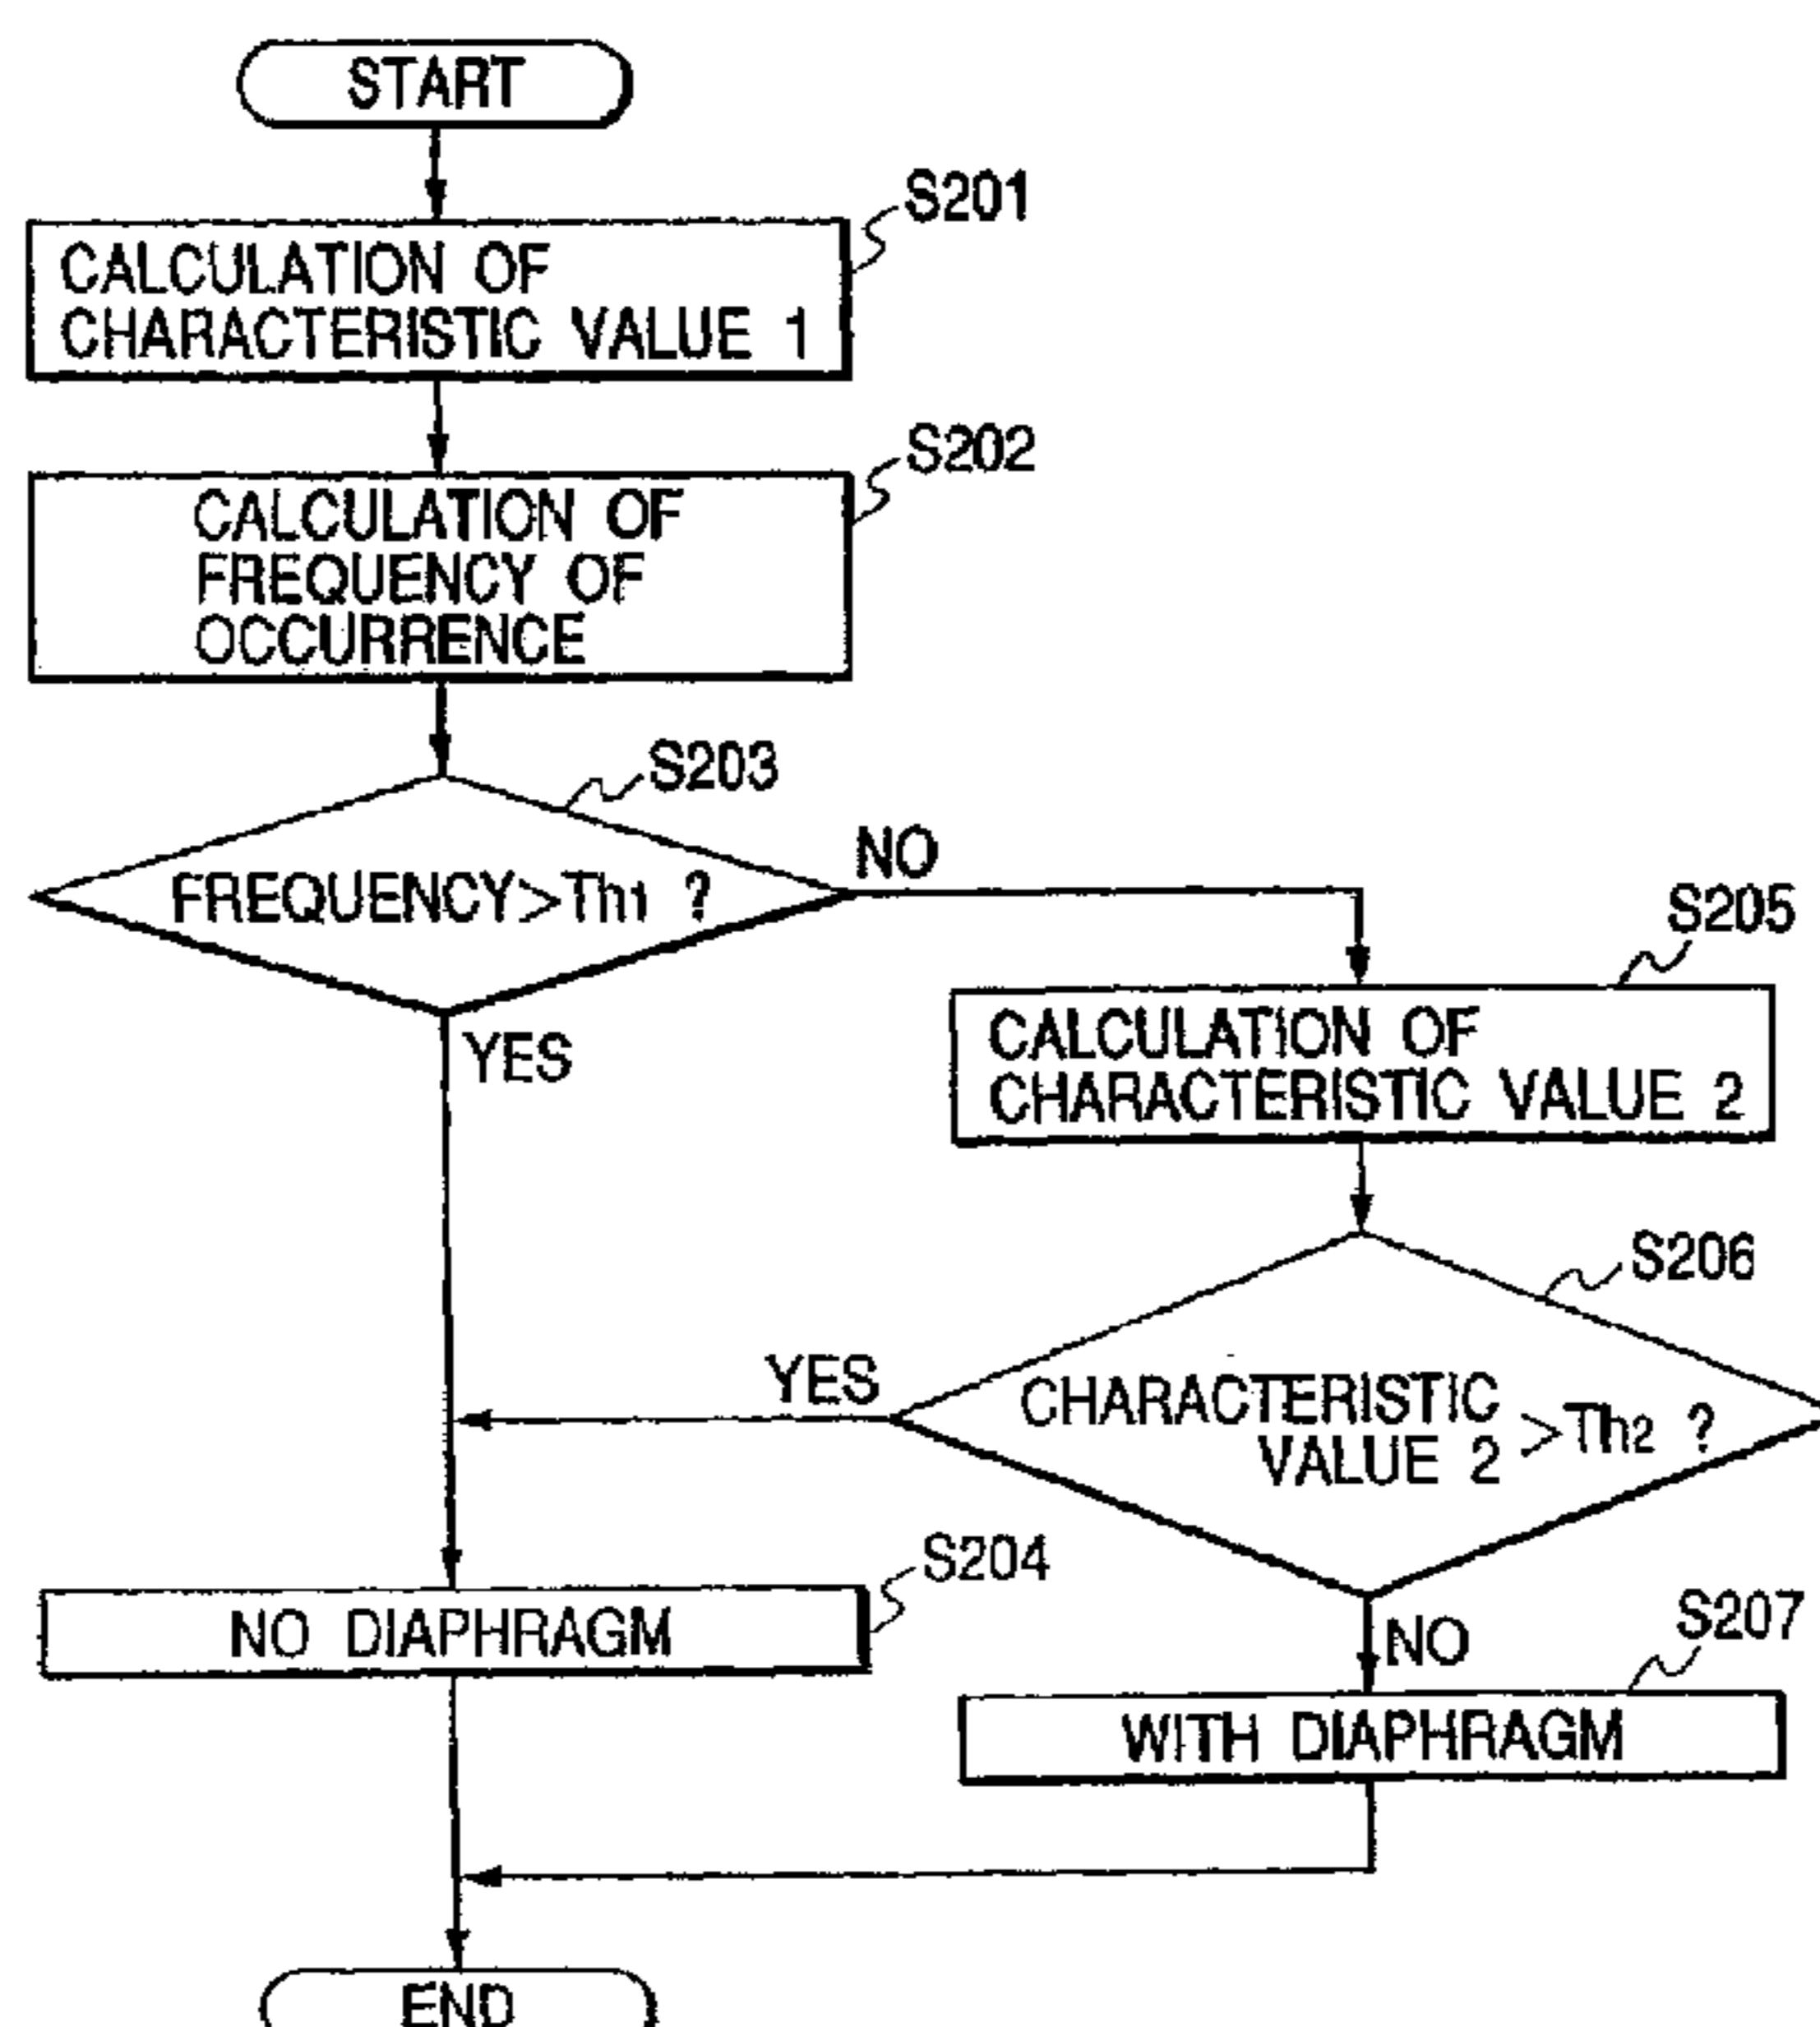 START
S201
CALCULATION OF
CHARACTERISTIC VALUE 1
S202
CALCULATION OF
FREQUENCY OF
OCCURRENCE
S203
FREQUENCY>Th1 ?
NO
YES
S205
CALCULATION OF
CHARACTERISTIC VALUE 2
S206
YES
CHARACTERISTIC
VALUE 2 >Th2 ?
S204
NO DIAPHRAGM
NO
S207
WITH DIAPHRAGM
END